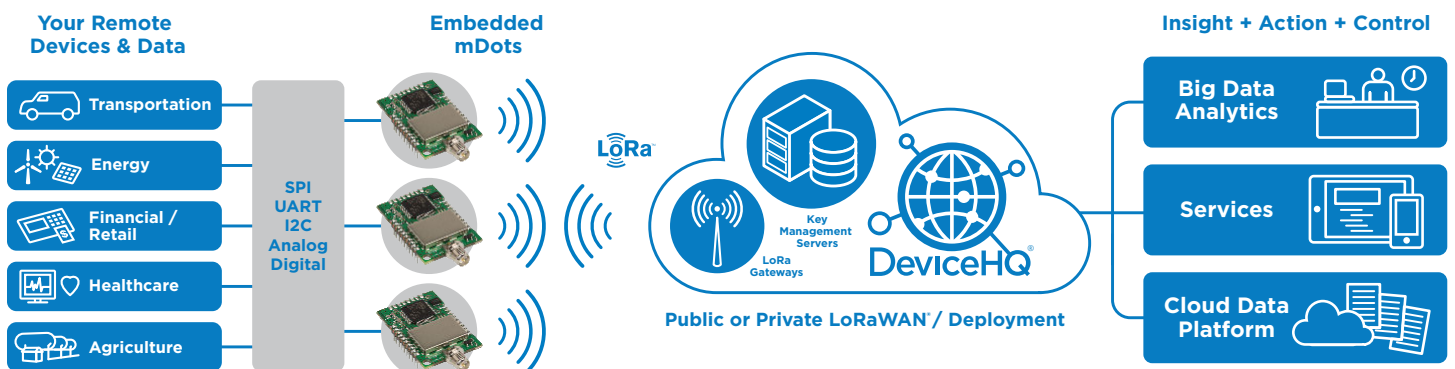 Your Remote
Devices & Data
Transportation
Energy
Financial /
Retail
$
Healthcare
Agriculture
SPI
UART
I2C
Analog
Digital
Embedded
mDots
LoRa™
Key
Management
Servers
LoRa
Gateways
DeviceHQ®
Public or Private LoRaWAN®/ Deployment
Insight + Action + Control
Big Data
Analytics
Services
Cloud Data
Platform